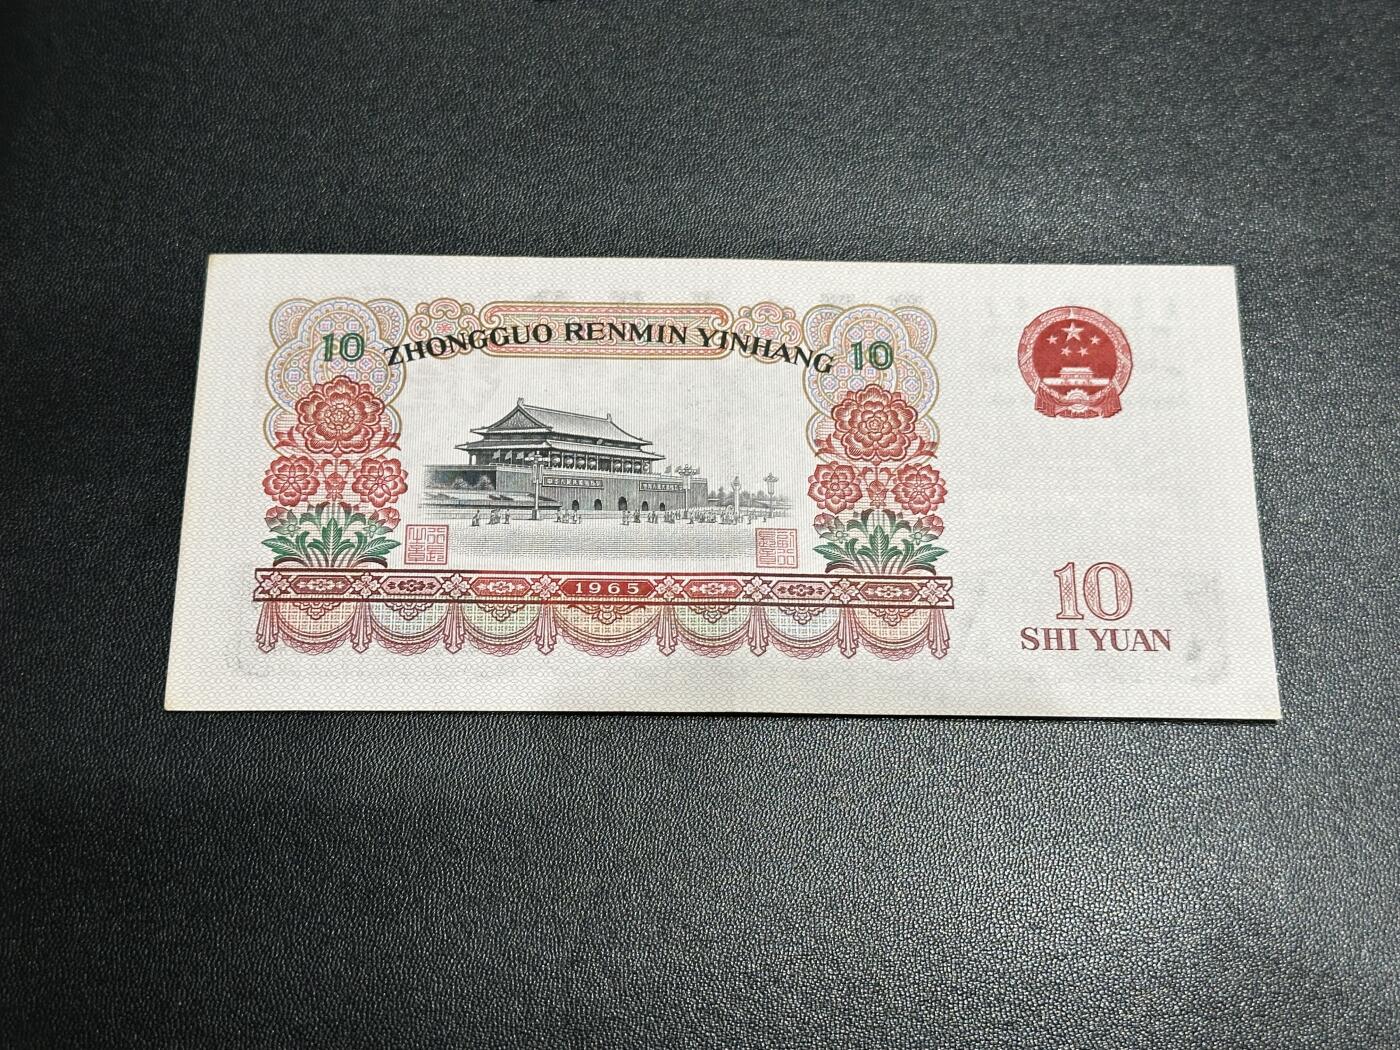 10 ZHONGGUO RENMIN YINHANG 10
1965
10
SHI YUAN